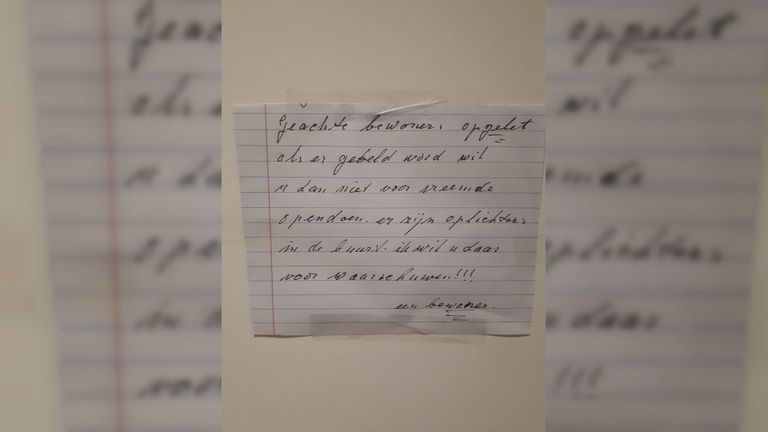 Geachte bewoners opgelet
als er gebeld word wil
u dan niet voor vreemde
opendoen. er zijn oplichters
in de buurt. ik wil u daar
voor waarschuwen!!!
een bewoner.